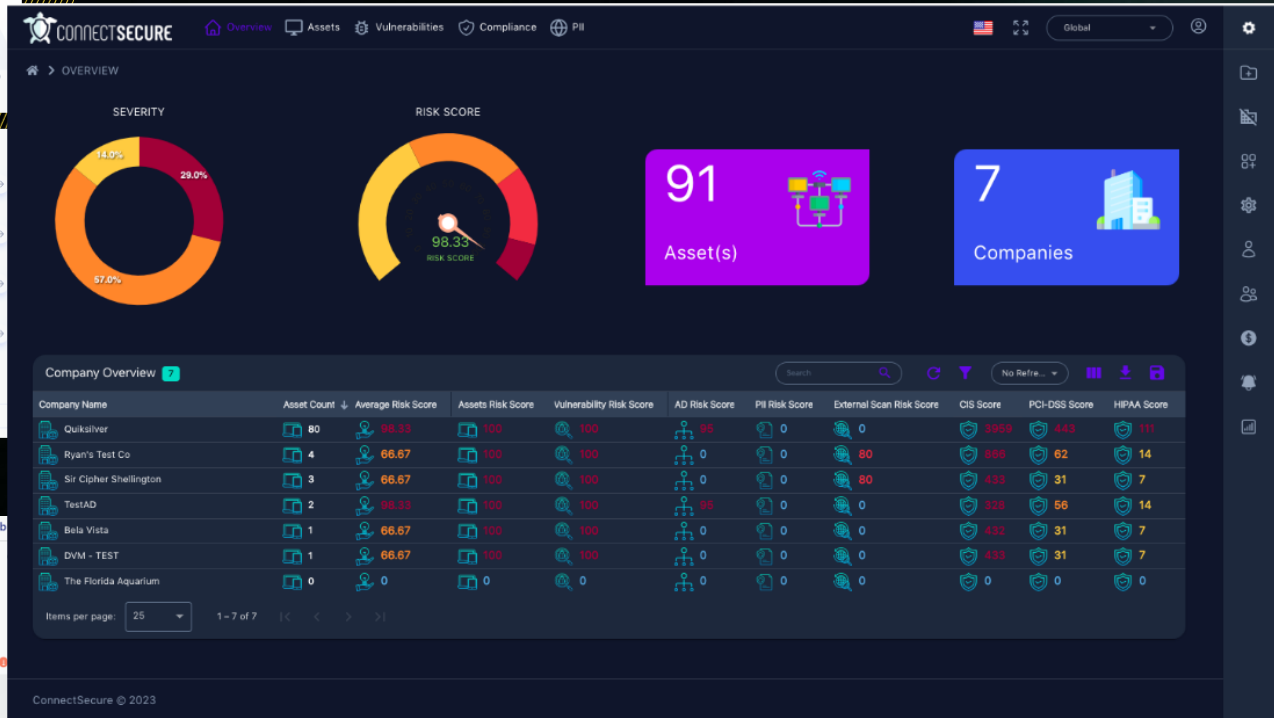 CONNECTSECURE Overview Assets Vulnerabilities Compliance PII Global
OVERVIEW
SEVERITY
14.0%
29.0%
57.0%
RISK SCORE
98.33
RISK SCORE
91
Asset(s)
7
Companies
Company Overview 7 Search No Refre...
Company Name Asset Count Average Risk Score Assets Risk Score Vulnerability Risk Score AD Risk Score PII Risk Score External Scan Risk Score CIS Score PCI-DSS Score HIPAA Score
Quiksilver 80 98.33 100 100 95 0 0 3959 443 111
Ryan's Test Co 4 66.67 100 100 0 0 80 866 62 14
Sir Cipher Shellington 3 66.67 100 100 0 0 80 433 31 7
TestAD 2 98.33 100 100 95 0 0 56 14
Bela Vista 1 66.67 100 100 0 0 0 432 31 7
DVM - TEST 1 66.67 100 100 0 0 0 433 31 7
The Florida Aquarium 0 0 0 0 0 0 0 0 0 0
Items per page: 25 1 – 7 of 7
ConnectSecure © 2023